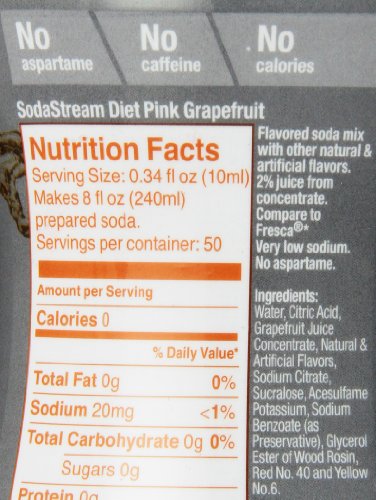 No
aspartame
No
caffeine
No
calories
SodaStream Diet Pink Grapefruit
Nutrition Facts
Serving Size: 0.34 fl oz (10ml)
Makes 8 fl oz (240ml)
prepared soda.
Servings per container: 50
Amount per Serving
Calories 0
% Daily Value*
Total Fat 0g 0%
Sodium 20mg <1%
Total Carbohydrate 0g 0%
Sugars 0g
Protein 0g
Flavored soda mix
with other natural &
artificial flavors.
2% juice from
concentrate.
Compare to
Fresca®*
Very low sodium.
No aspartame.
Ingredients:
Water, Citric Acid,
Grapefruit Juice
Concentrate, Natural &
Artificial Flavors,
Sodium Citrate,
Sucralose, Acesulfame
Potassium, Sodium
Benzoate (as
Preservative), Glycerol
Ester of Wood Rosin,
Red No. 40 and Yellow
No.6.